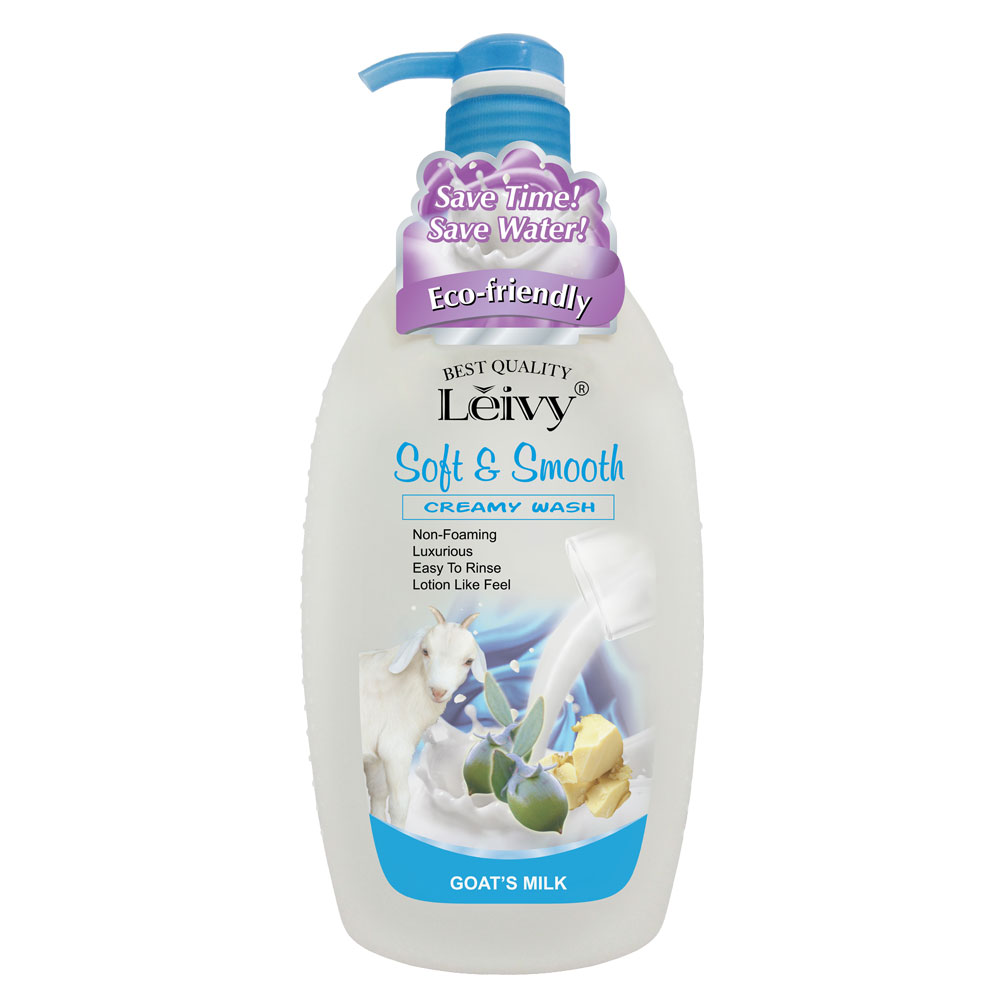 Save Time!
Save Water!
Eco-friendly
BEST QUALITY
Lĕivy®
Soft & Smooth
CREAMY WASH
Non-Foaming
Luxurious
Easy To Rinse
Lotion Like Feel
GOAT'S MILK